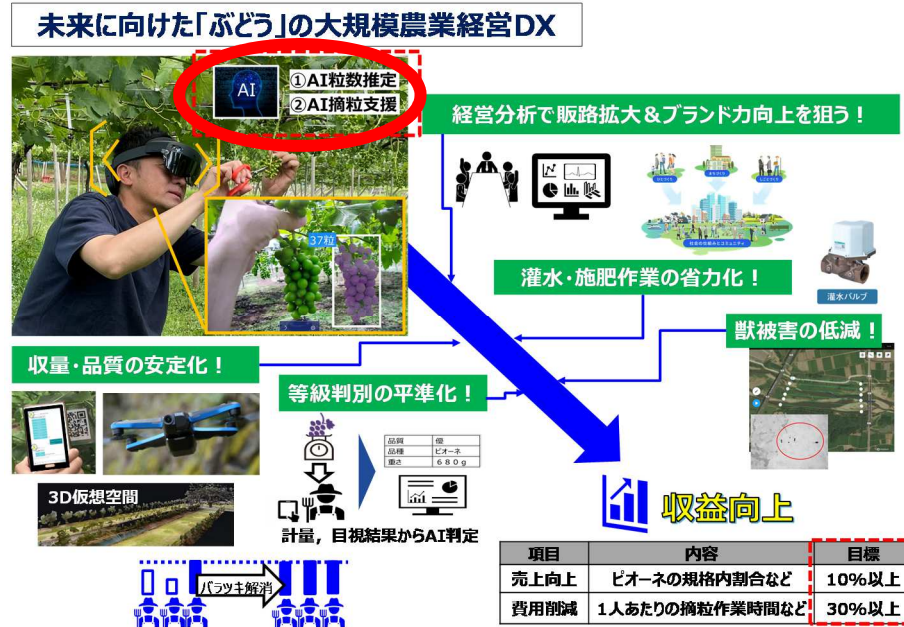 未来に向けた「ぶどう」の大規模農業経営DX
AI
①AI粒数推定
②AI摘粒支援
37粒
経営分析で販路拡大＆ブランド力向上を狙う！
灌水・施肥作業の省力化！
灌水バルブ
獣被害の低減！
収量・品質の安定化！
3D仮想空間
等級判別の平準化！
品質 優
品種 ピオーネ
重さ 680g
計量，目視結果からAI判定
バラツキ解消
収益向上
項目 内容 目標
売上向上 ピオーネの規格内割合など 10%以上
費用削減 1人あたりの摘粒作業時間など 30%以上